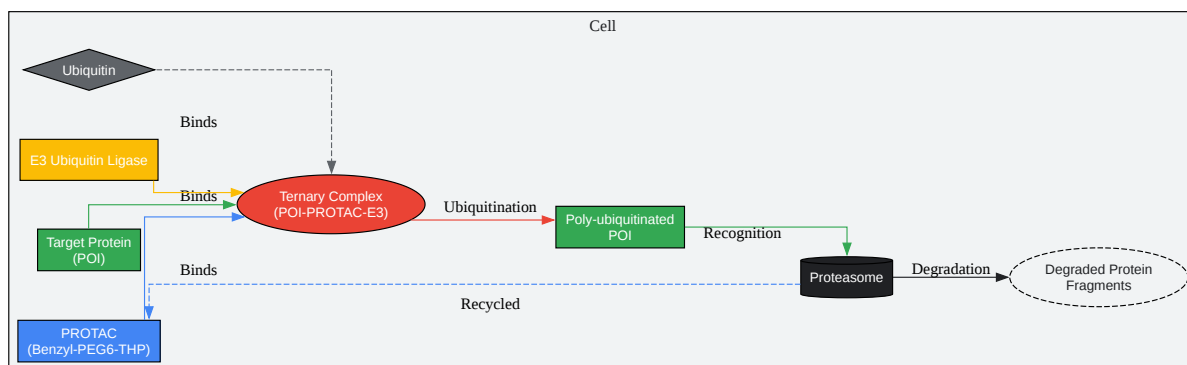 Cell
Ubiquitin
Binds
E3 Ubiquitin Ligase
Binds
Ternary Complex
(POI-PROTAC-E3)
Ubiquitination
Poly-ubiquitinated
POI
Recognition
Target Protein
(POI)
Binds
Proteasome
Degradation
Degraded Protein
Fragments
Recycled
PROTAC
(Benzyl-PEG6-THP)